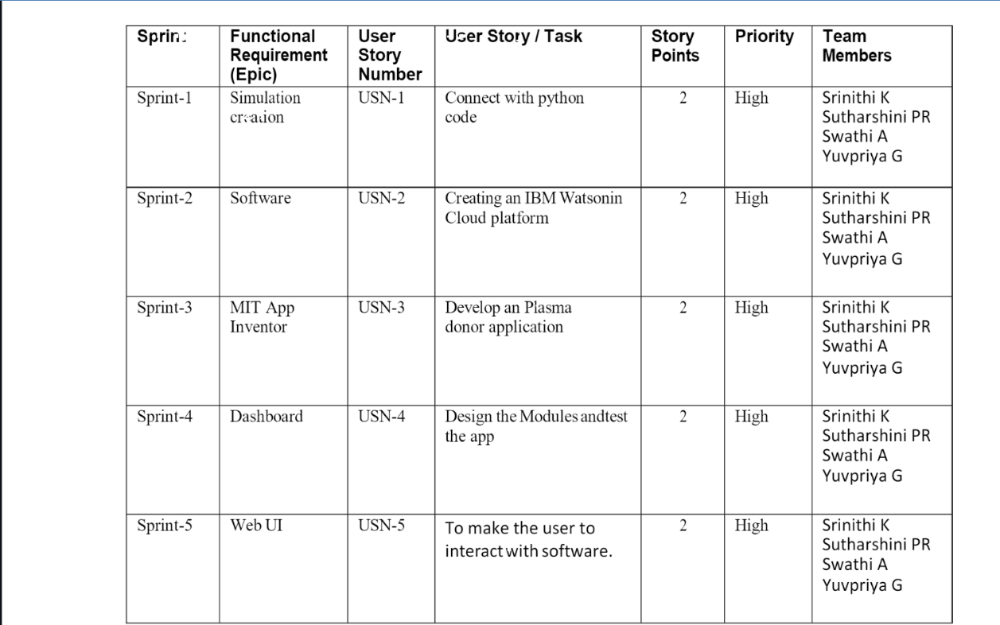 Sprint
Functional
Requirement
(Epic)
User
Story
Number
User Story / Task
Story
Points
Priority
Team
Members
Sprint-1
Simulation
creation
USN-1
Connect with python
code
2
High
Srinithi K
Sutharshini PR
Swathi A
Yuvpriya G
Sprint-2
Software
USN-2
Creating an IBM Watsonin
Cloud platform
2
High
Srinithi K
Sutharshini PR
Swathi A
Yuvpriya G
Sprint-3
MIT App
Inventor
USN-3
Develop an Plasma
donor application
2
High
Srinithi K
Sutharshini PR
Swathi A
Yuvpriya G
Sprint-4
Dashboard
USN-4
Design the Modules andtest
the app
2
High
Srinithi K
Sutharshini PR
Swathi A
Yuvpriya G
Sprint-5
Web UI
USN-5
To make the user to
interact with software.
2
High
Srinithi K
Sutharshini PR
Swathi A
Yuvpriya G